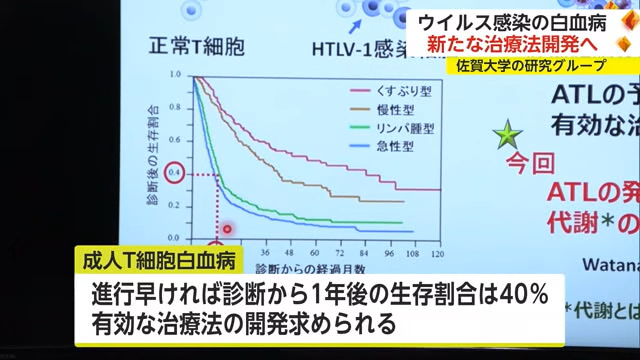 ウイルス感染の白血病
新たな治療法開発へ
佐賀大学の研究グループ
正常T細胞
HTLV-1感染
ATLの予
有効な治
今回
ATLの発
代謝*の
Watana
*代謝とは
くすぶり型
慢性型
リンパ腫型
急性型
診断後の生存割合
1.0
0.8
0.6
0.4
0.2
0.0
24 36 48 60 72 84 96 108 120
診断からの経過月数
成人T細胞白血病
進行早ければ診断から1年後の生存割合は40%
有効な治療法の開発求められる